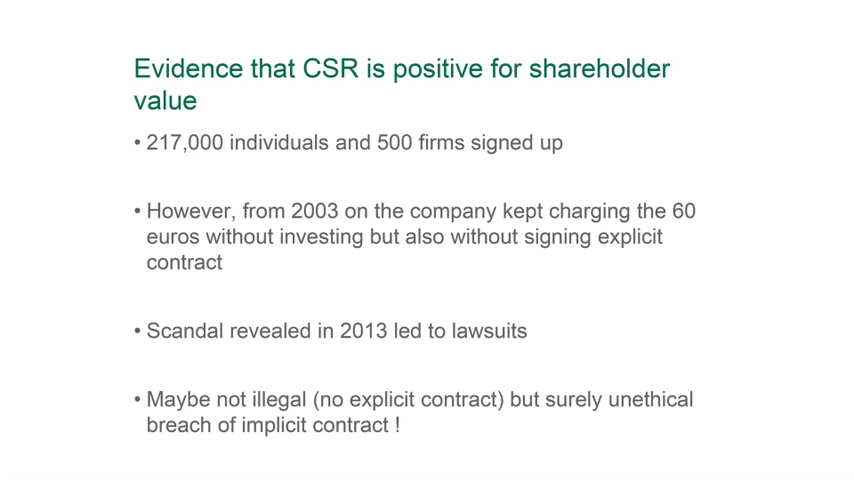 Evidence that CSR is positive for shareholder
value
• 217,000 individuals and 500 firms signed up
• However, from 2003 on the company kept charging the 60
euros without investing but also without signing explicit
contract
• Scandal revealed in 2013 led to lawsuits
• Maybe not illegal (no explicit contract) but surely unethical
breach of implicit contract !